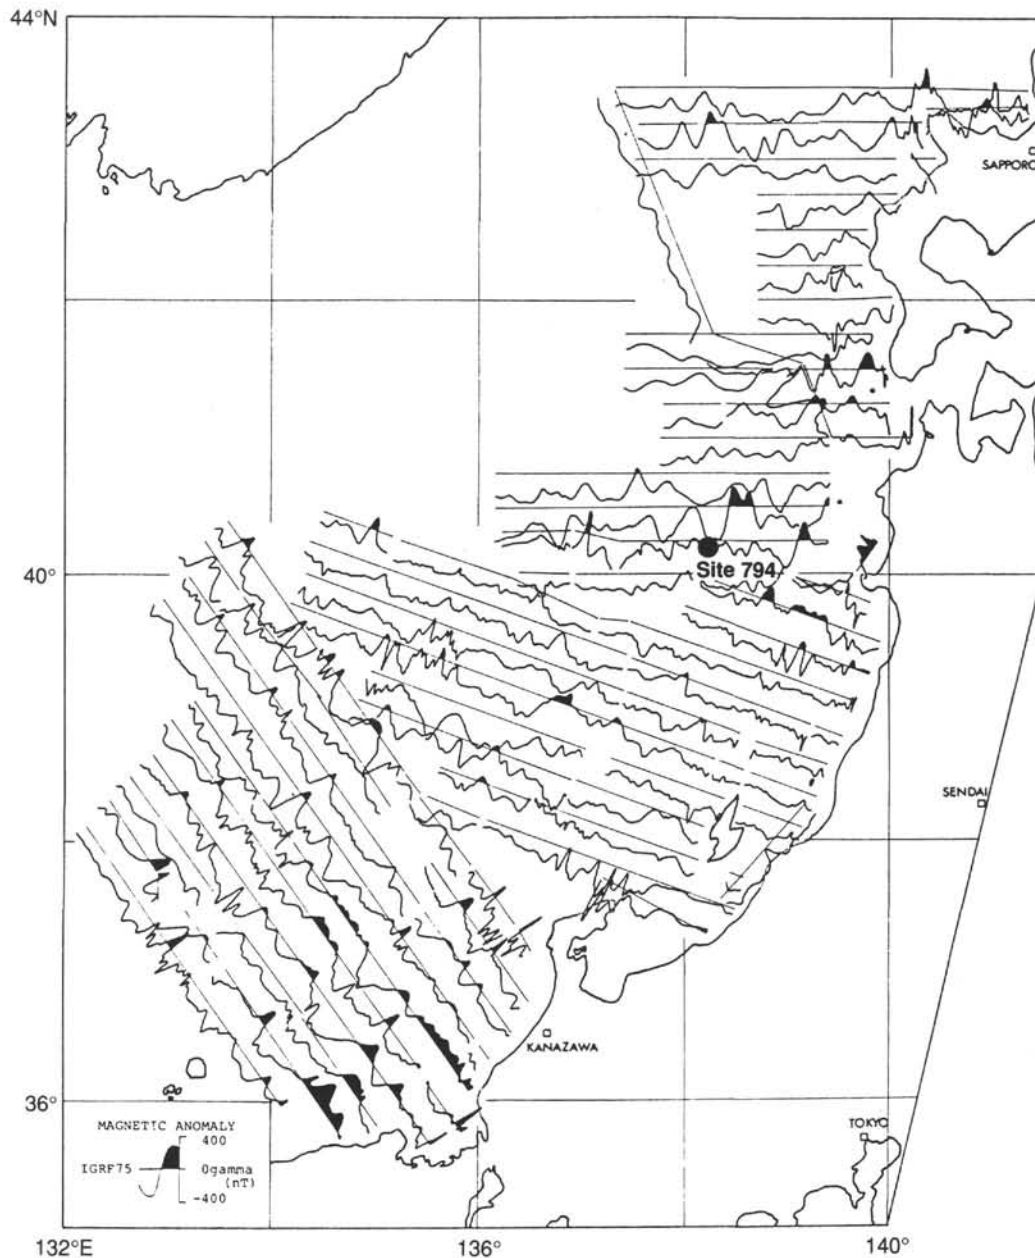 44°N
SAPPORO
40°
Site 794
SENDAI
KANAZAWA
36°
TOKYO
MAGNETIC ANOMALY
400
IGRF75
0gamma
(nT)
-400
132°E
136°
140°